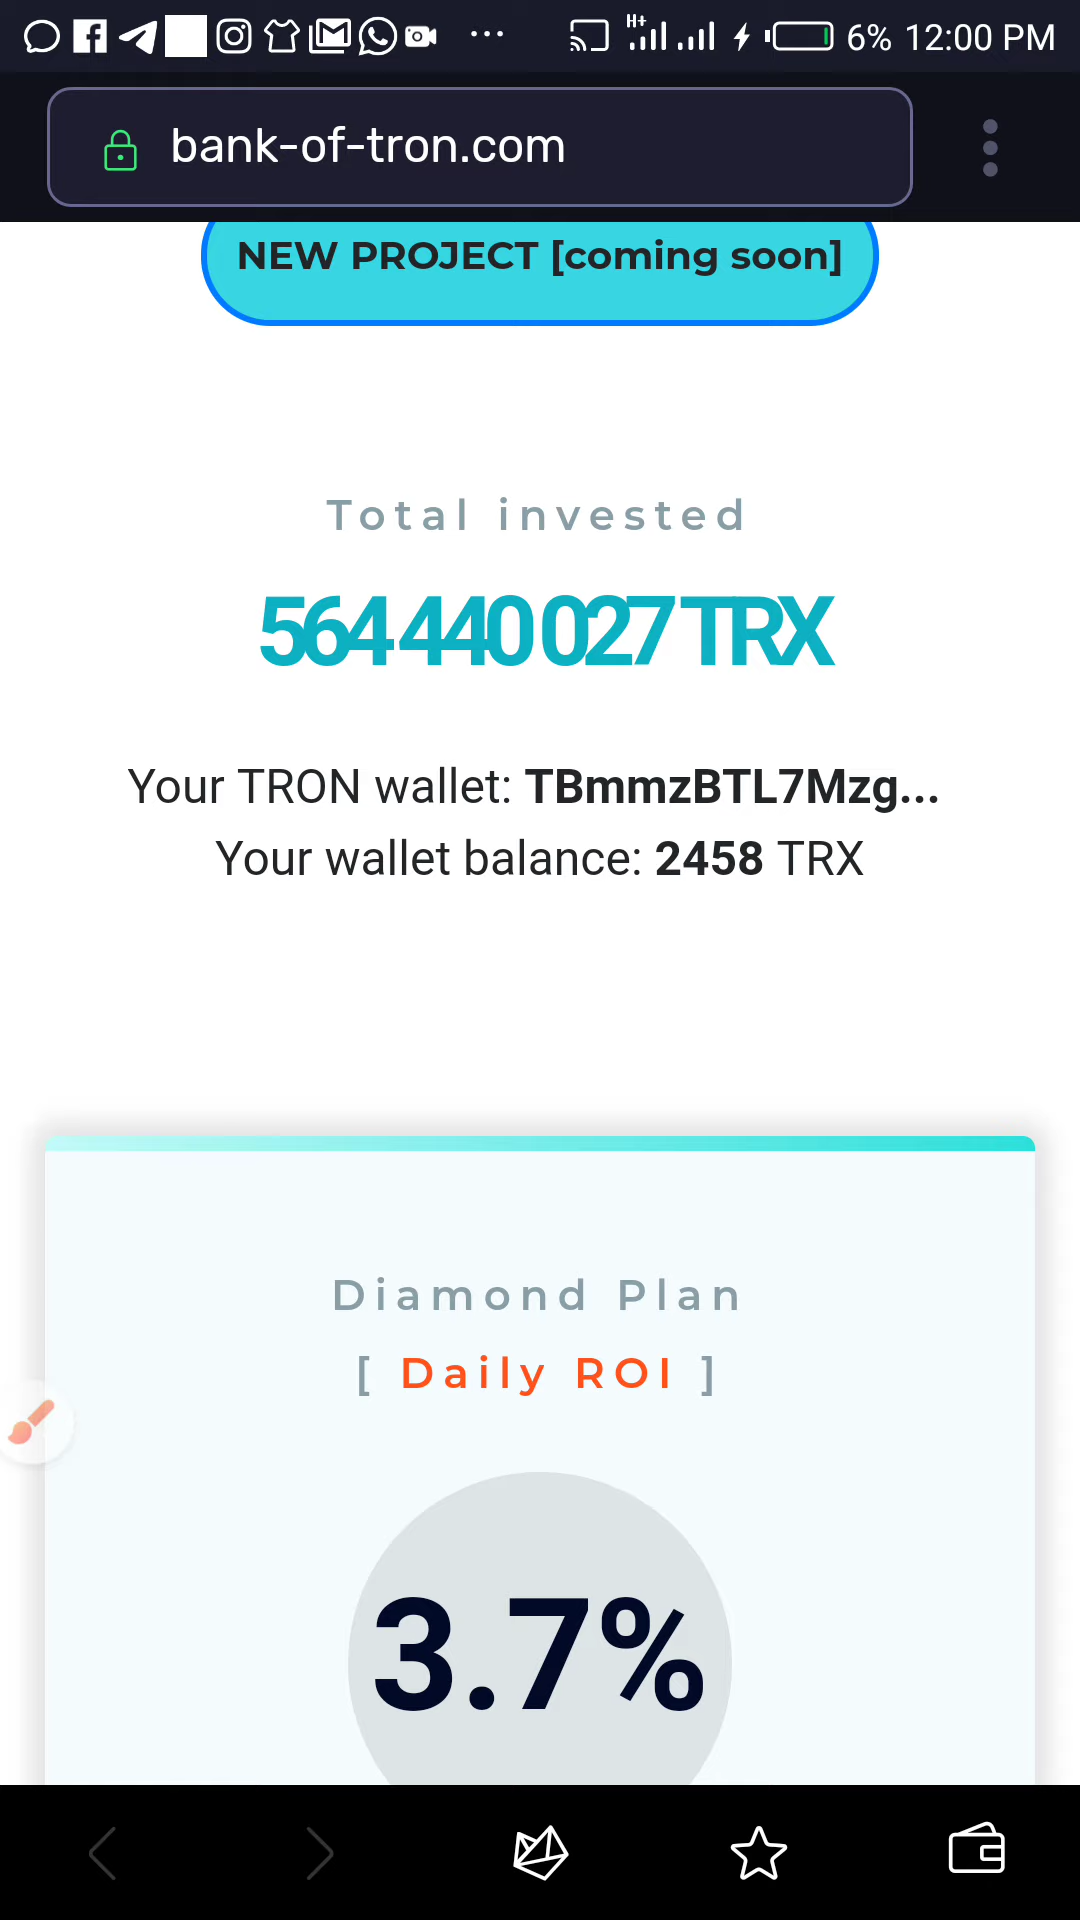 H+
6% 12:00 PM
bank-of-tron.com
NEW PROJECT [coming soon]
Total invested
564 440 027 TRX
Your TRON wallet: TBmmzBTL7Mzg...
Your wallet balance: 2458 TRX
Diamond Plan
[ Daily ROI ]
3.7%